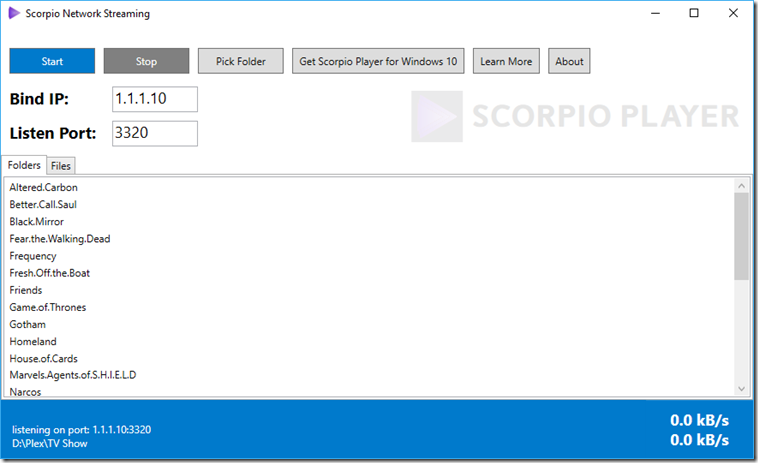 Scorpio Network Streaming
Start Stop Pick Folder Get Scorpio Player for Windows 10 Learn More About
Bind IP: 1.1.1.10
SCORPIO PLAYER
Listen Port: 3320
Folders Files
Altered.Carbon
Better.Call.Saul
Black.Mirror
Fear.the.Walking.Dead
Frequency
Fresh.Off.the.Boat
Friends
Game.of.Thrones
Gotham
Homeland
House.of.Cards
Marvels.Agents.of.S.H.I.E.L.D
Narcos
listening on port: 1.1.1.10:3320
D:\Plex\TV Show
0.0 kB/s
0.0 kB/s